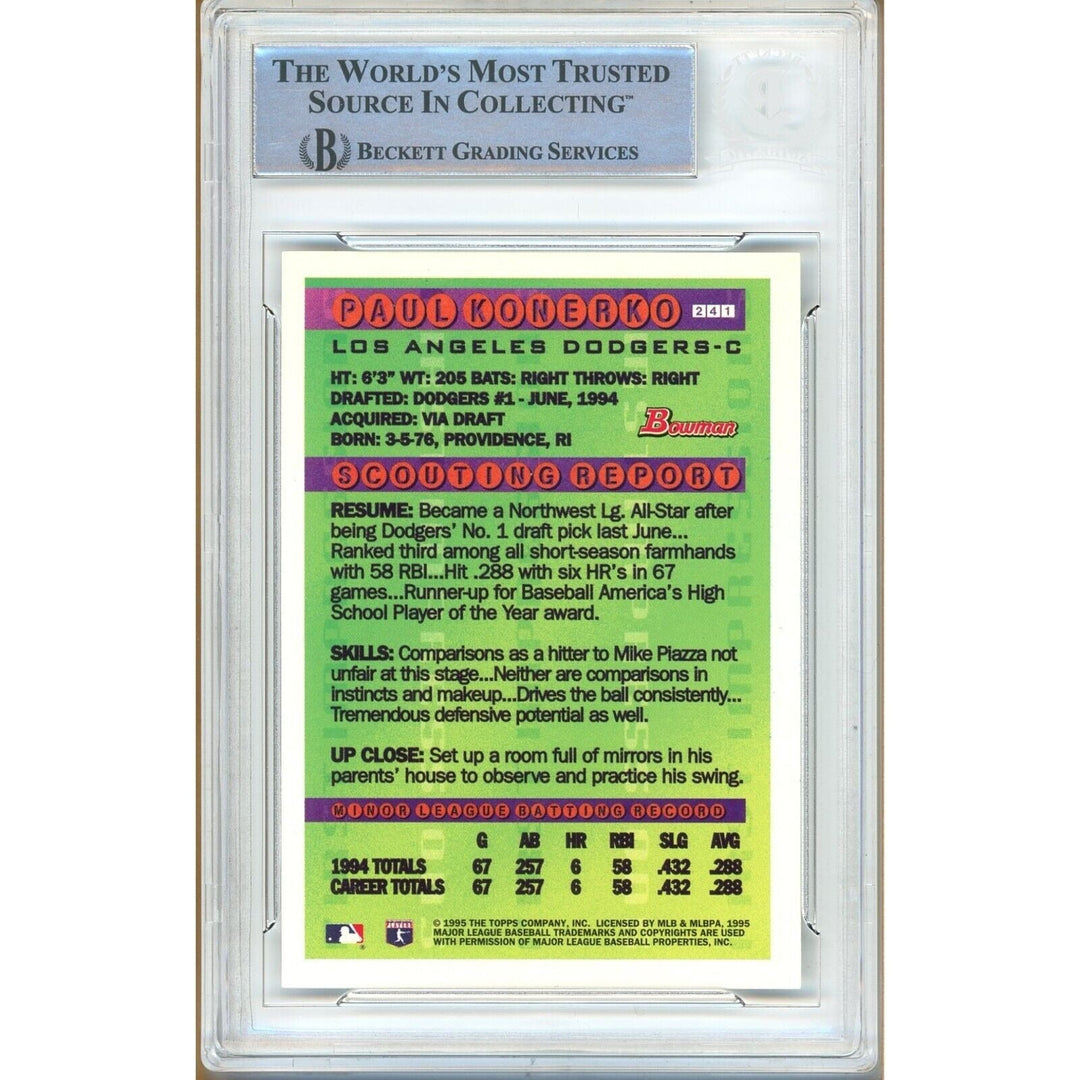 THE WORLD'S MOST TRUSTED
SOURCE IN COLLECTING™
B BECKETT GRADING SERVICES
PAUL KONERKO 241
LOS ANGELES DODGERS-C
HT: 6'3" WT: 205 BATS: RIGHT THROWS: RIGHT
DRAFTED: DODGERS #1 - JUNE, 1994
ACQUIRED: VIA DRAFT
Bowman
BORN: 3-5-76, PROVIDENCE, RI
SCOUTING REPORT
RESUME: Became a Northwest Lg. All-Star after
being Dodgers' No. 1 draft pick last June...
Ranked third among all short-season farmhands
with 58 RBI...Hit .288 with six HR's in 67
games...Runner-up for Baseball America's High
School Player of the Year award.
SKILLS: Comparisons as a hitter to Mike Piazza not
unfair at this stage...Neither are comparisons in
instincts and makeup...Drives the ball consistently...
Tremendous defensive potential as well.
UP CLOSE: Set up a room full of mirrors in his
parents' house to observe and practice his swing.
MINOR LEAGUE BATTING RECORD
G AB HR RBI SLG AVG
1994 TOTALS 67 257 6 58 .432 .288
CAREER TOTALS 67 257 6 58 .432 .288
© 1995 THE TOPPS COMPANY, INC. LICENSED BY MLB & MLBPA, 1995
MAJOR LEAGUE BASEBALL TRADEMARKS AND COPYRIGHTS ARE USED
WITH PERMISSION OF MAJOR LEAGUE BASEBALL PROPERTIES, INC.